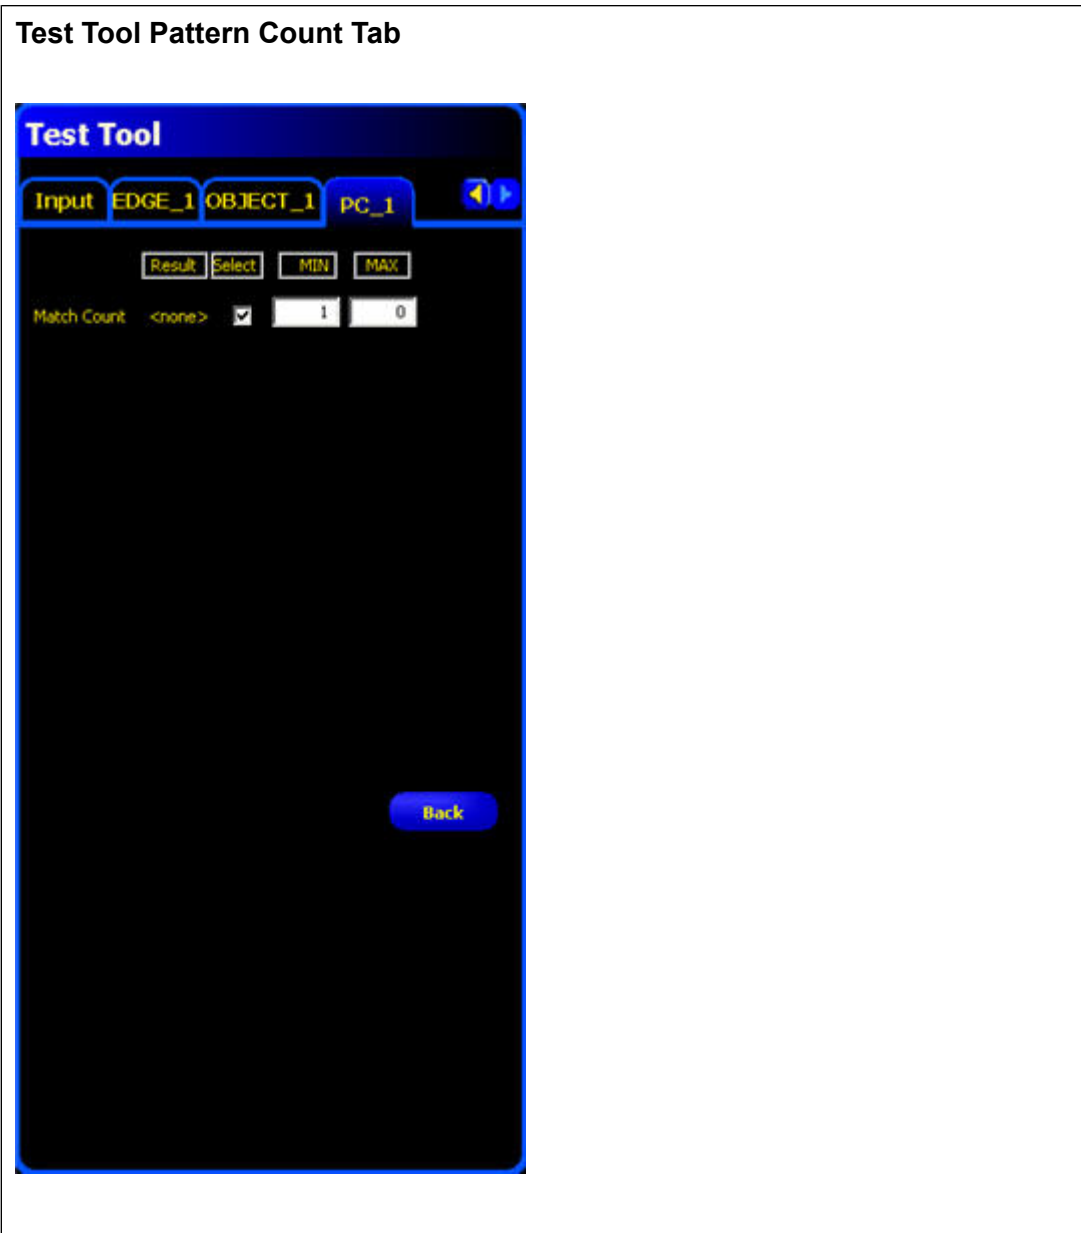 Test Tool Pattern Count Tab
Test Tool
Input EDGE_1 OBJECT_1 PC_1
Result Select MIN MAX
Match Count <none> 1 0
Back